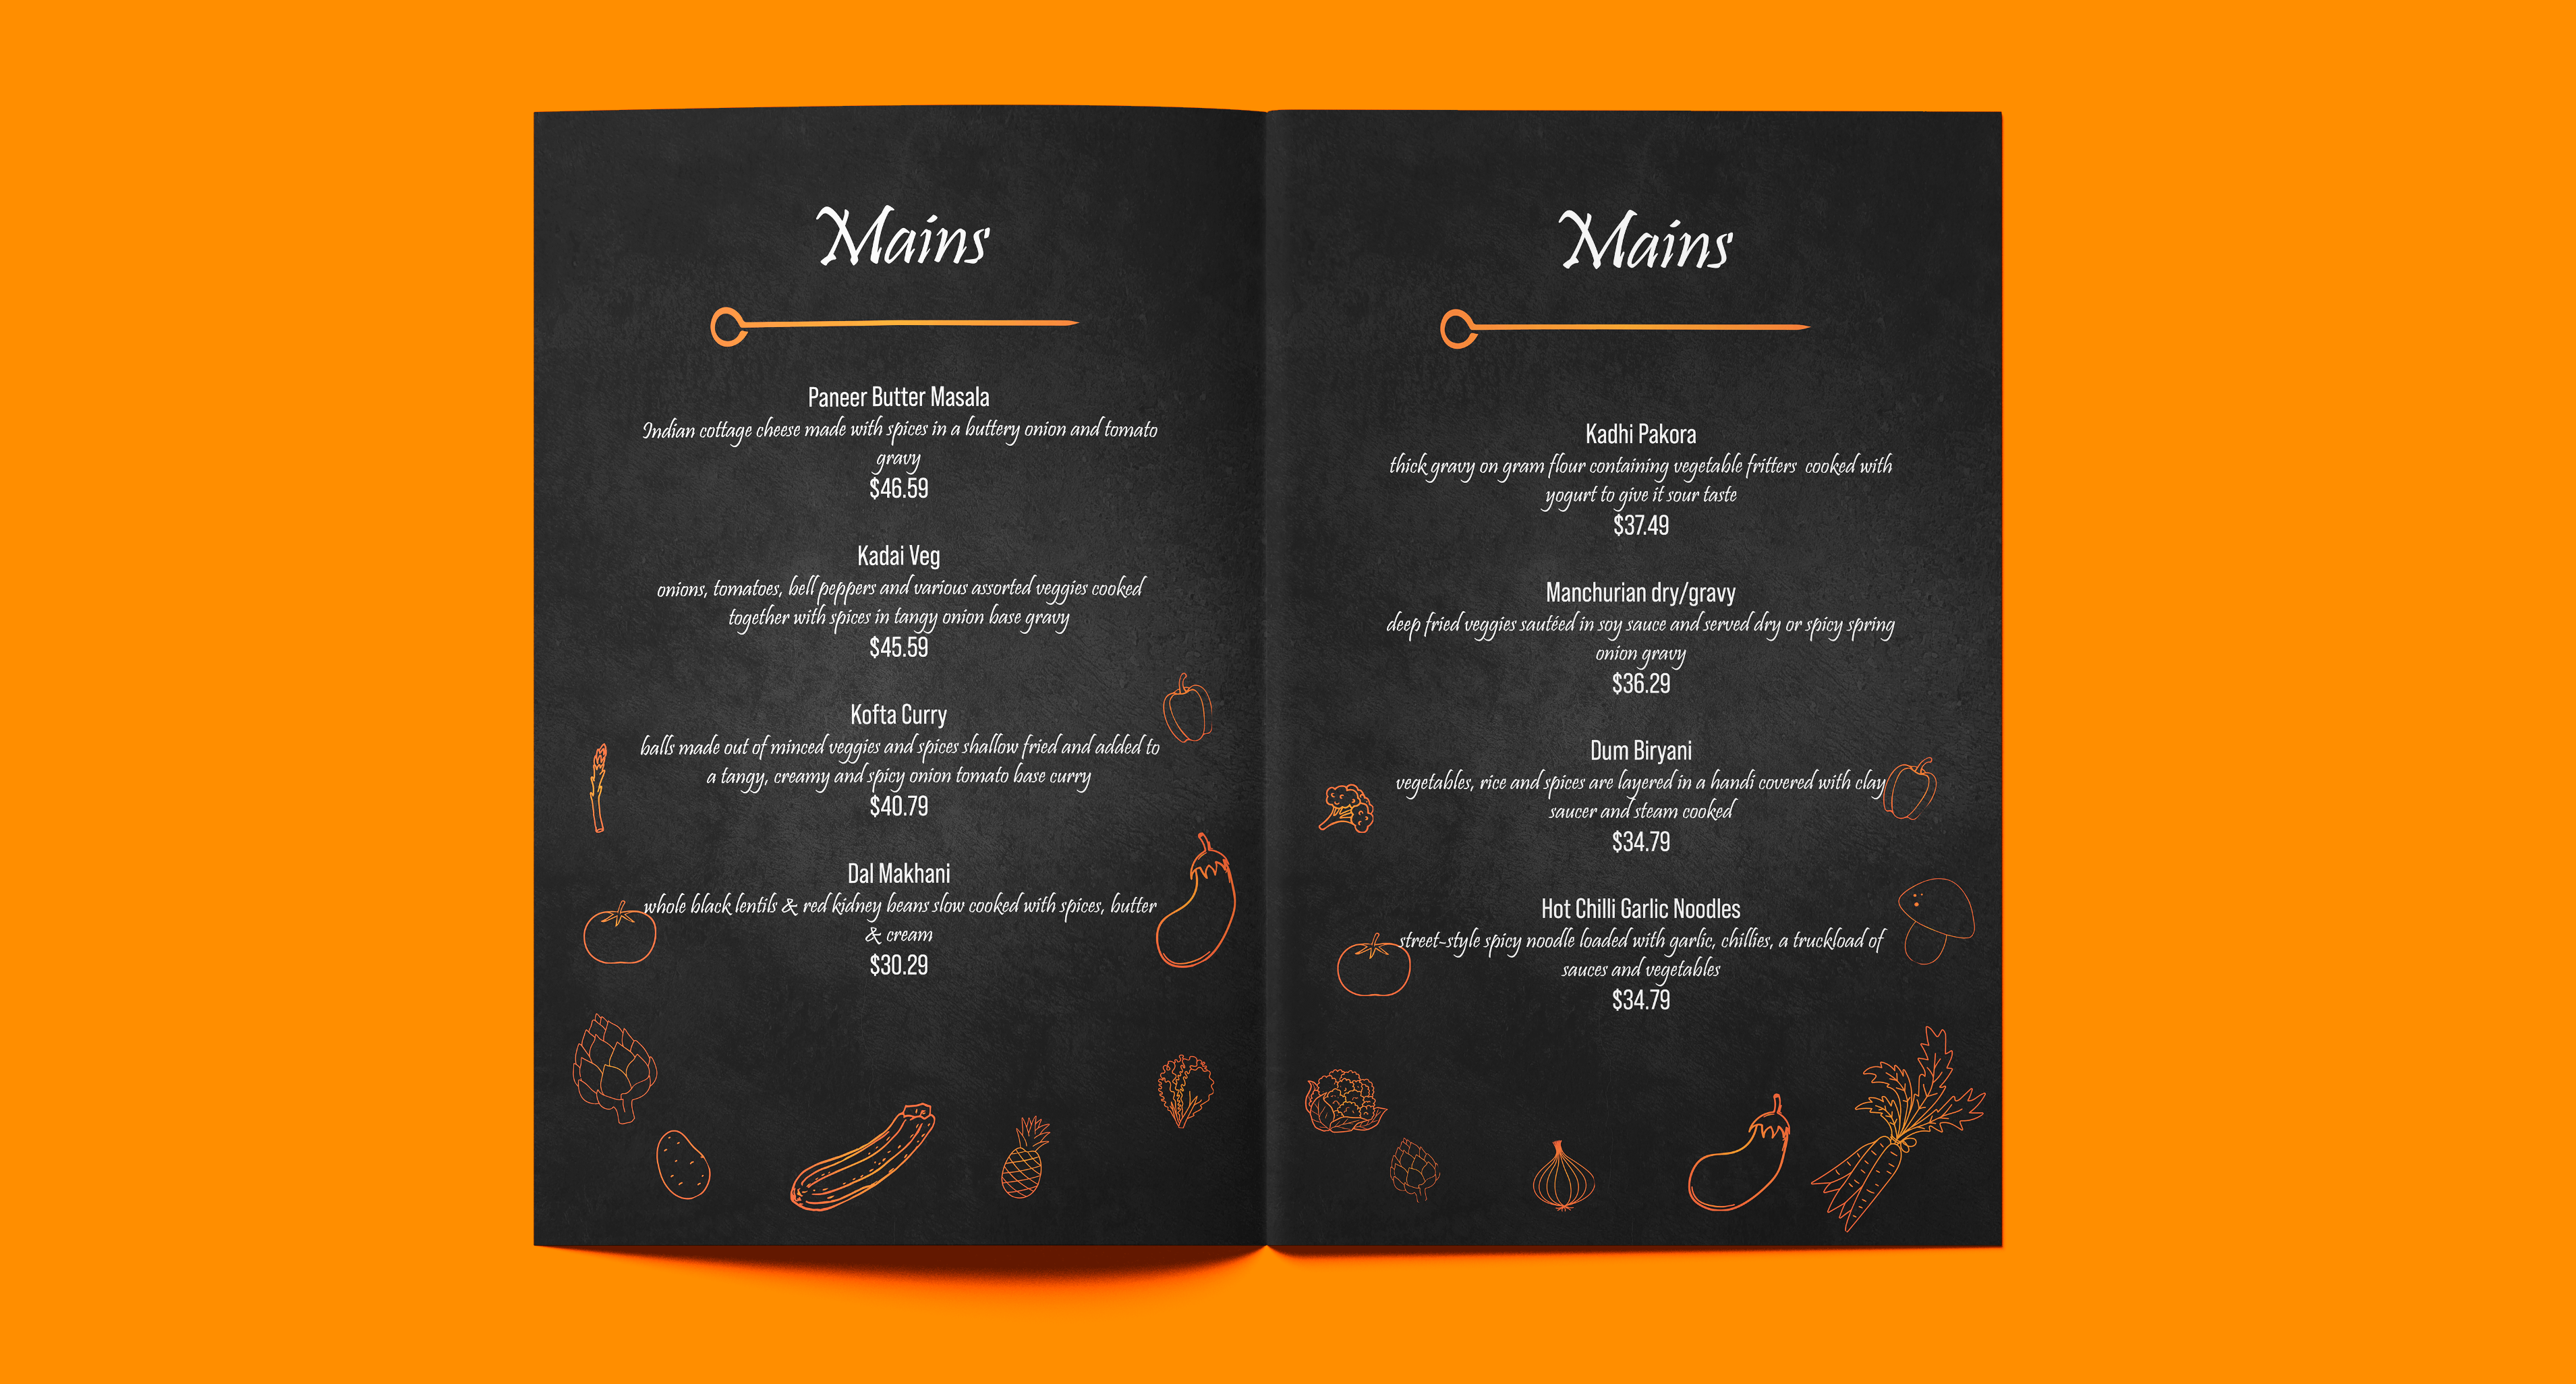 Mains
Paneer Butter Masala
Indian cottage cheese made with spices in a buttery onion and tomato
gravy
$46.59
Kadai Veg
onions, tomatoes, bell peppers and various assorted veggies cooked
together with spices in tangy onion base gravy
$45.59
Kofta Curry
balls made out of minced veggies and spices shallow fried and added to
a tangy, creamy and spicy onion tomato base curry
$40.79
Dal Makhani
whole black lentils & red kidney beans slow cooked with spices, butter
& cream
$30.29
Mains
Kadhi Pakora
thick gravy on gram flour containing vegetable fritters  cooked with
yogurt to give it sour taste
$37.49
Manchurian dry/gravy
deep fried veggies sautéed in soy sauce and served dry or spicy spring
onion gravy
$36.29
Dum Biryani
vegetables, rice and spices are layered in a handi covered with clay
saucer and steam cooked
$34.79
Hot Chilli Garlic Noodles
street-style spicy noodle loaded with garlic, chillies, a truckload of
sauces and vegetables
$34.79